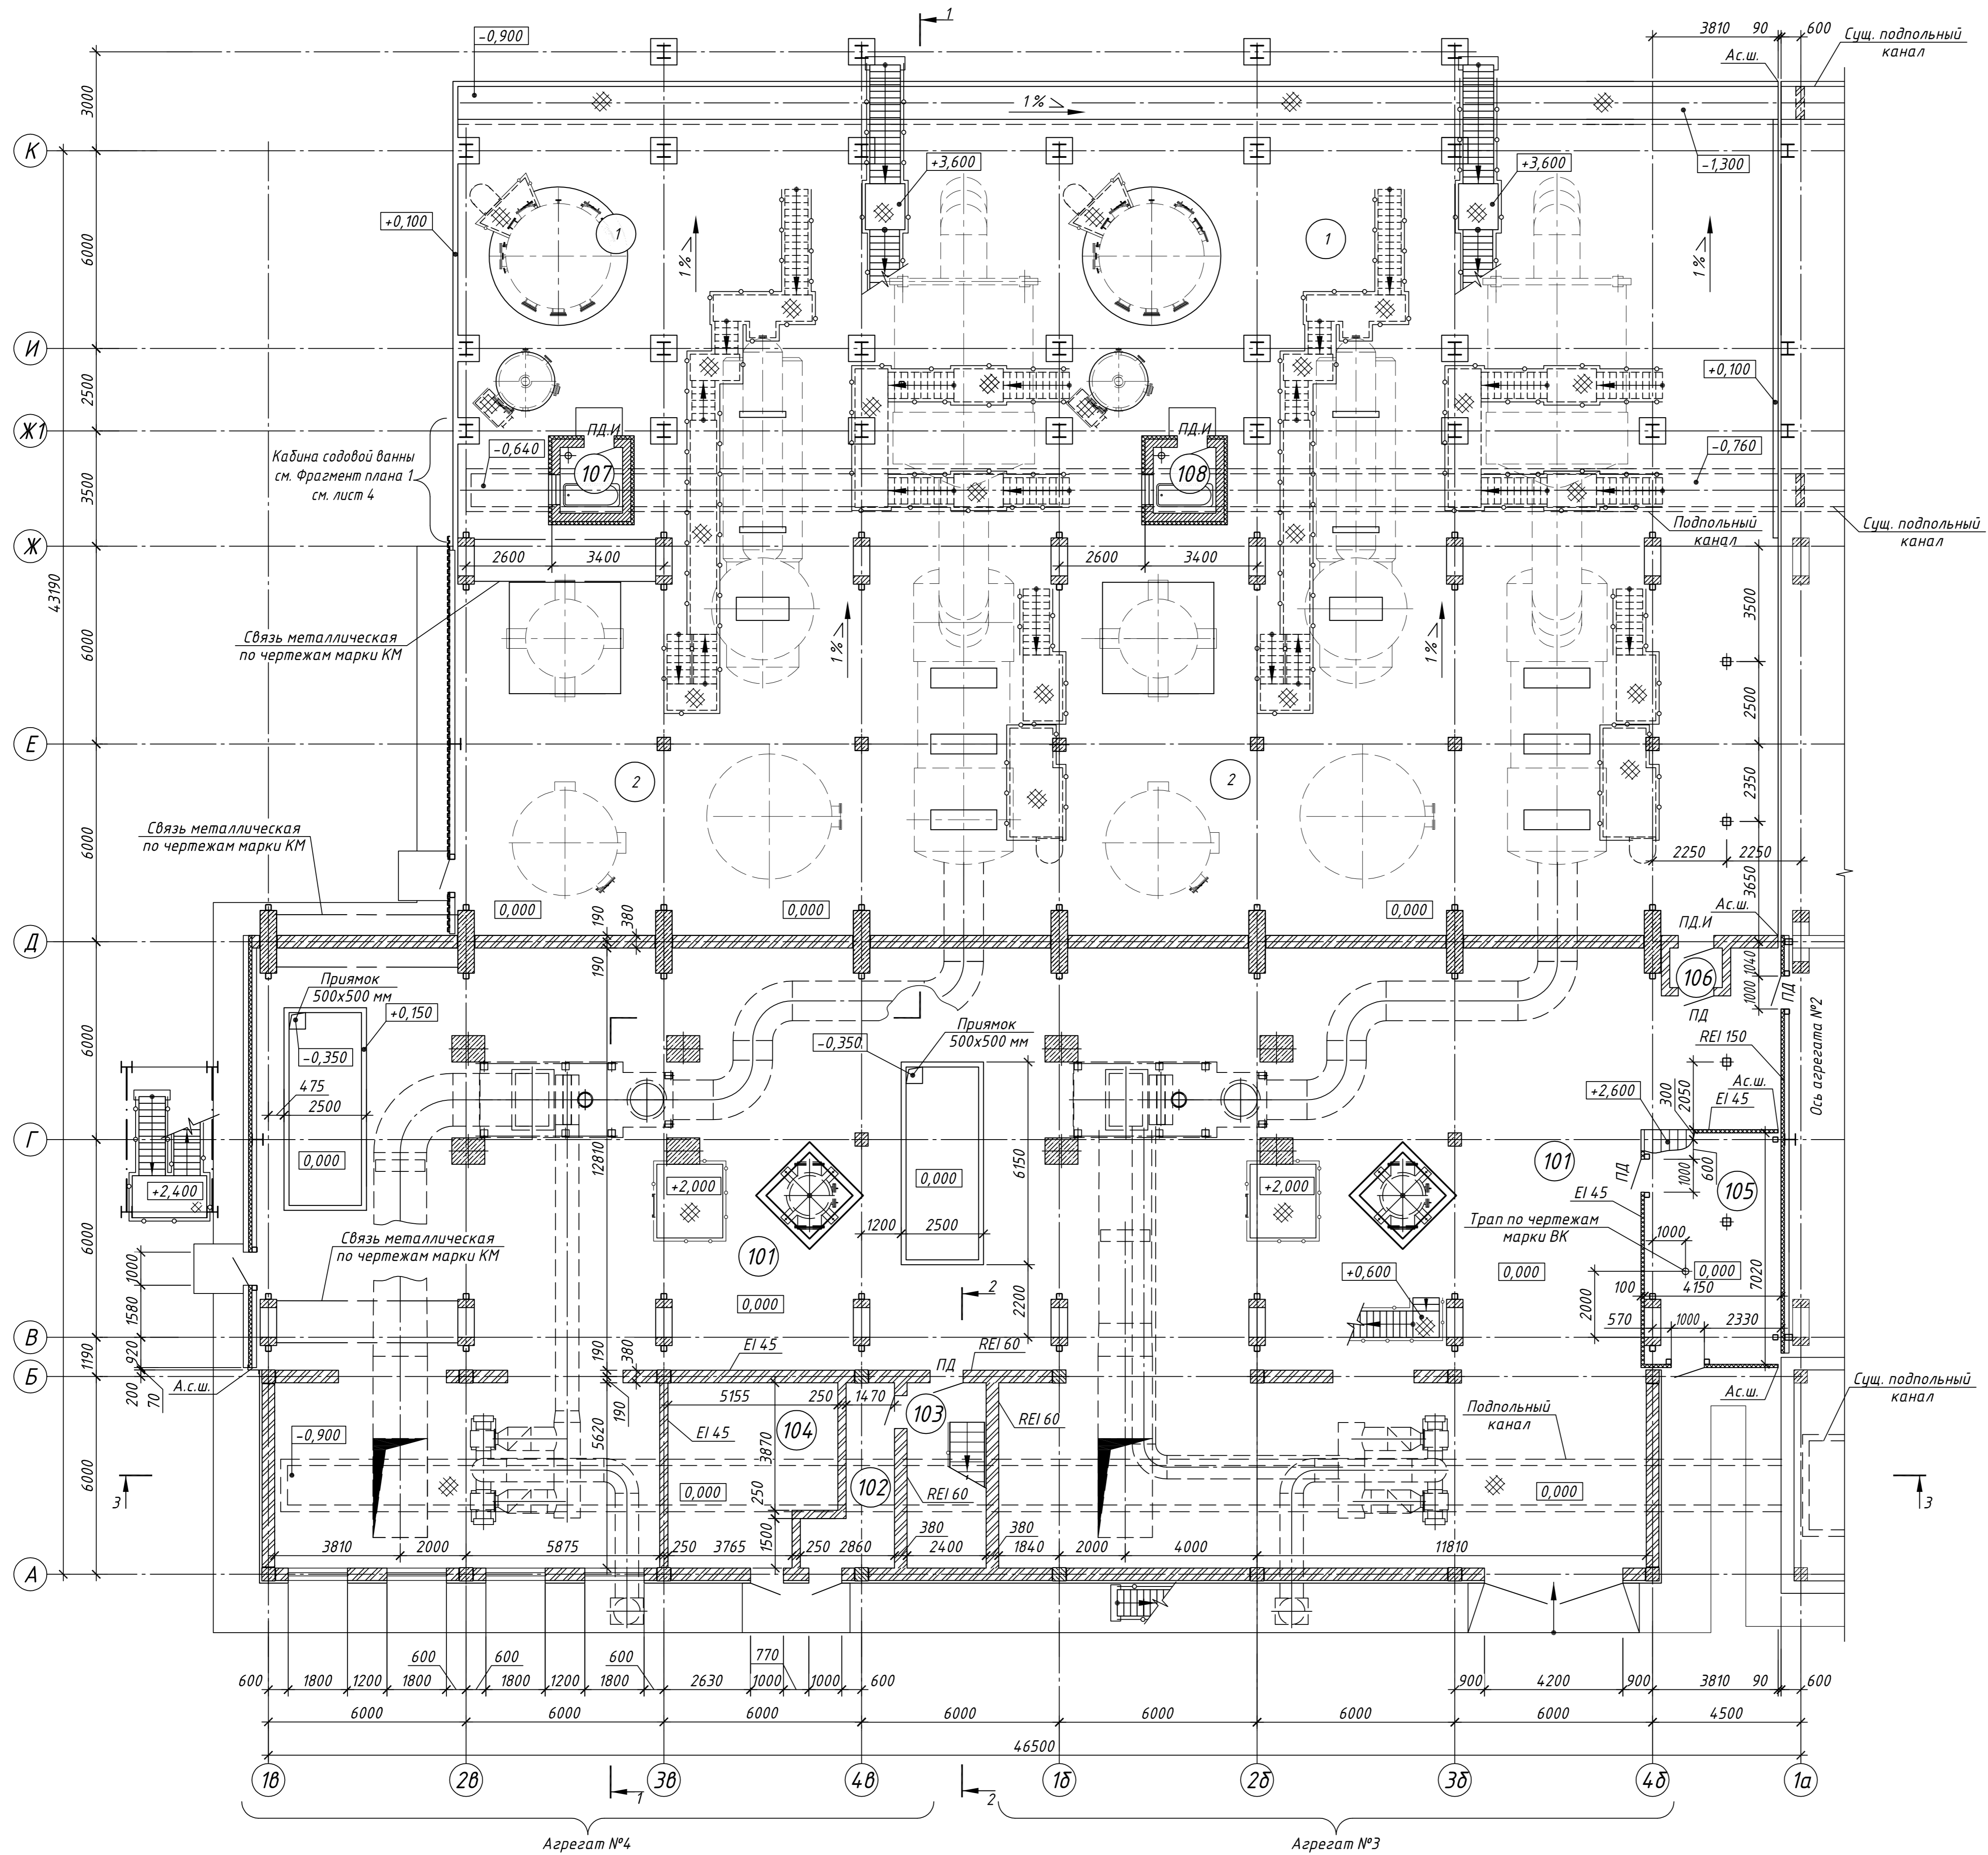 1
-0,900
3810
90
600
Сущ. подпольный
канал
Ас.ш.
3000
1%
К
+3,600
+3,600
-1,300
+0,100
1
1
1%
1%
6000
И
2500
+0,100
Ж1
ПД.И
ПД.И
Кабина содовой ванны
см. Фрагмент плана 1
см. лист 4
-0,640
107
108
-0,760
3500
Подпольный
канал
Сущ. подпольный
канал
Ж
2600
3400
2600
3400
43190
3500
Связь металлическая
по чертежам марки КМ
1%
1%
6000
2500
Е
2
2
2350
Связь металлическая
по чертежам марки КМ
6000
2250
2250
3650
0,000
0,000
0,000
190
380
Ас.ш.
ПД.И
Д
190
106
1040
1000
ПД
ПД
Приямок
500х500 мм
+0,150
-0,350
-0,350
Приямок
500х500 мм
REI 150
Ось агрегата №2
6000
475
2500
+2,600
300
2050
Ас.ш.
EI 45
Г
0,000
12810
6150
0,000
101
ПД
1000
600
105
+2,400
+2,000
+2,000
EI 45
1200
2500
Трап по чертежам
марки ВК
1000
6000
Связь металлическая
по чертежам марки КМ
101
+0,600
0,000
0,000
7020
1000
1580
0,000
2
2200
2000
100
4150
570
1000
2330
В
920
1190
190
380
EI 45
REI 60
ПД
Б
200
70
А.с.ш.
190
5155
250
1470
103
REI 60
Ас.ш.
Сущ. подпольный
канал
Подпольный
канал
-0,900
5620
EI 45
104
3870
6000
3
0,000
250
102
REI 60
0,000
3
1500
380
380
3810
2000
5875
250
3765
250
2860
2400
1840
2000
4000
11810
А
600
600
600
770
600
1800
1200
1800
1800
1200
1800
2630
1000
1000
600
900
4200
900
3810
90
600
6000
6000
6000
6000
6000
6000
6000
4500
46500
1в
2в
3в
4в
1б
2б
3б
4б
1а
1
2
Агрегат №4
Агрегат №3